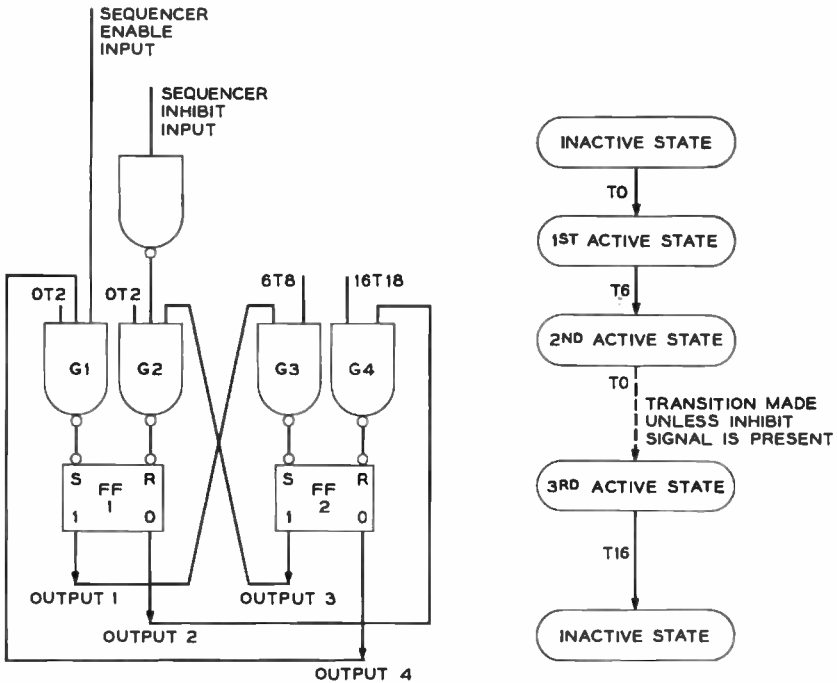 SEQUENCER
ENABLE
INPUT
SEQUENCER
INHIBIT
INPUT
0T2
0T2
6T8
16T18
G1
G2
G3
G4
S
R
FF
1
1
0
S
R
FF
2
1
0
OUTPUT 1
OUTPUT 3
OUTPUT 2
OUTPUT 4
INACTIVE STATE
T0
1ST ACTIVE STATE
T6
2ND ACTIVE STATE
T0
TRANSITION MADE
UNLESS INHIBIT
SIGNAL IS PRESENT
3RD ACTIVE STATE
T16
INACTIVE STATE